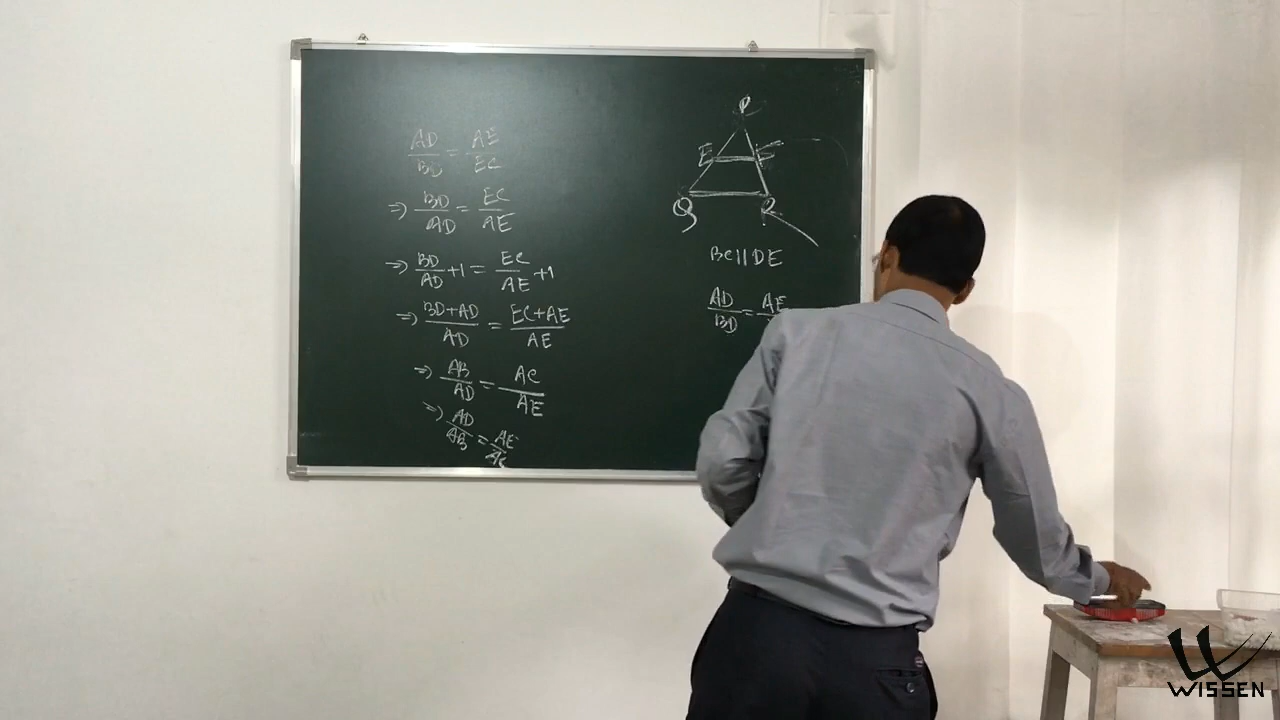 AD/BD = AE/EC
=> BD/AD = EC/AE
=> BD/AD + 1 = EC/AE + 1
=> BD+AD/AD = EC+AE/AE
=> AB/AD = AC/AE
=> AD/AB = AE/AC
P
E F
Q R
BC || DE
AD/BD = AE
WISSEN